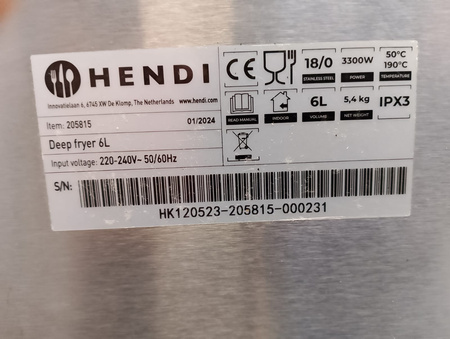 HENDI
Innovatielaan 6, 6745 XW De Klomp, The Netherlands www.hendi.com
Item: 205815 01/2024
Deep fryer 6L
Input voltage: 220-240V~ 50/60Hz
CE
18/0
STAINLESS STEEL
3300W
POWER
50°C
190°C
TEMPERATURE
READ MANUAL
INDOOR
6L
VOLUME
5,4 kg
NET WEIGHT
IPX3
S/N:
HK120523-205815-000231